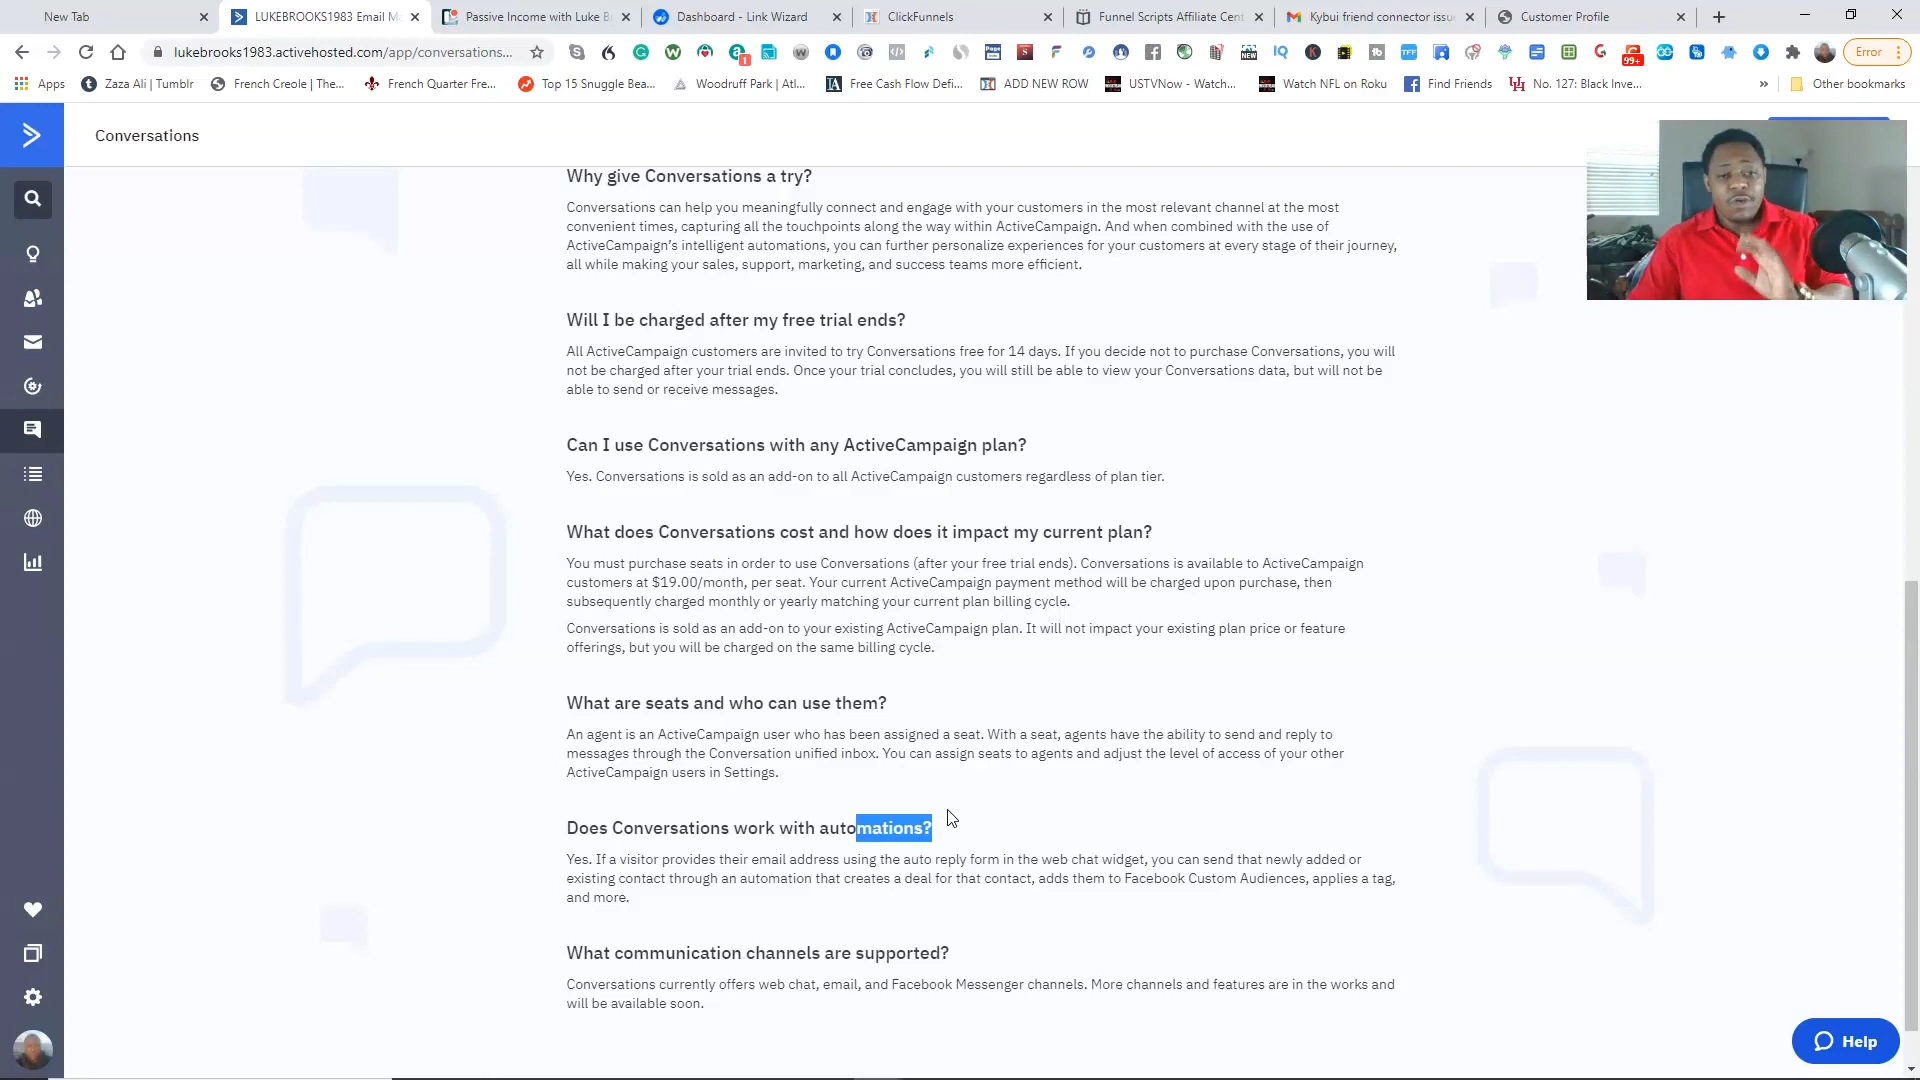 New Tab
LUKEBROOKS1983 Email Ma
Passive Income with Luke B
Dashboard - Link Wizard
ClickFunnels
Funnel Scripts Affiliate Cent
Kybui friend connector issu
Customer Profile
lukebrooks1983.activehosted.com/app/conversations...
Error
Apps
Zaza Ali | Tumblr
French Creole | The...
French Quarter Fre...
Top 15 Snuggle Bea...
Woodruff Park | Atl...
Free Cash Flow Defi...
ADD NEW ROW
USTVNow - Watch...
Watch NFL on Roku
Find Friends
No. 127: Black Inve...
Other bookmarks
Conversations
Why give Conversations a try?
Conversations can help you meaningfully connect and engage with your customers in the most relevant channel at the most
convenient times, capturing all the touchpoints along the way within ActiveCampaign. And when combined with the use of
ActiveCampaign's intelligent automations, you can further personalize experiences for your customers at every stage of their journey,
all while making your sales, support, marketing, and success teams more efficient.
Will I be charged after my free trial ends?
All ActiveCampaign customers are invited to try Conversations free for 14 days. If you decide not to purchase Conversations, you will
not be charged after your trial ends. Once your trial concludes, you will still be able to view your Conversations data, but will not be
able to send or receive messages.
Can I use Conversations with any ActiveCampaign plan?
Yes. Conversations is sold as an add-on to all ActiveCampaign customers regardless of plan tier.
What does Conversations cost and how does it impact my current plan?
You must purchase seats in order to use Conversations (after your free trial ends). Conversations is available to ActiveCampaign
customers at $19.00/month, per seat. Your current ActiveCampaign payment method will be charged upon purchase, then
subsequently charged monthly or yearly matching your current plan billing cycle.
Conversations is sold as an add-on to your existing ActiveCampaign plan. It will not impact your existing plan price or feature
offerings, but you will be charged on the same billing cycle.
What are seats and who can use them?
An agent is an ActiveCampaign user who has been assigned a seat. With a seat, agents have the ability to send and reply to
messages through the Conversation unified inbox. You can assign seats to agents and adjust the level of access of your other
ActiveCampaign users in Settings.
Does Conversations work with automations?
Yes. If a visitor provides their email address using the auto reply form in the web chat widget, you can send that newly added or
existing contact through an automation that creates a deal for that contact, adds them to Facebook Custom Audiences, applies a tag,
and more.
What communication channels are supported?
Conversations currently offers web chat, email, and Facebook Messenger channels. More channels and features are in the works and
will be available soon.
Help